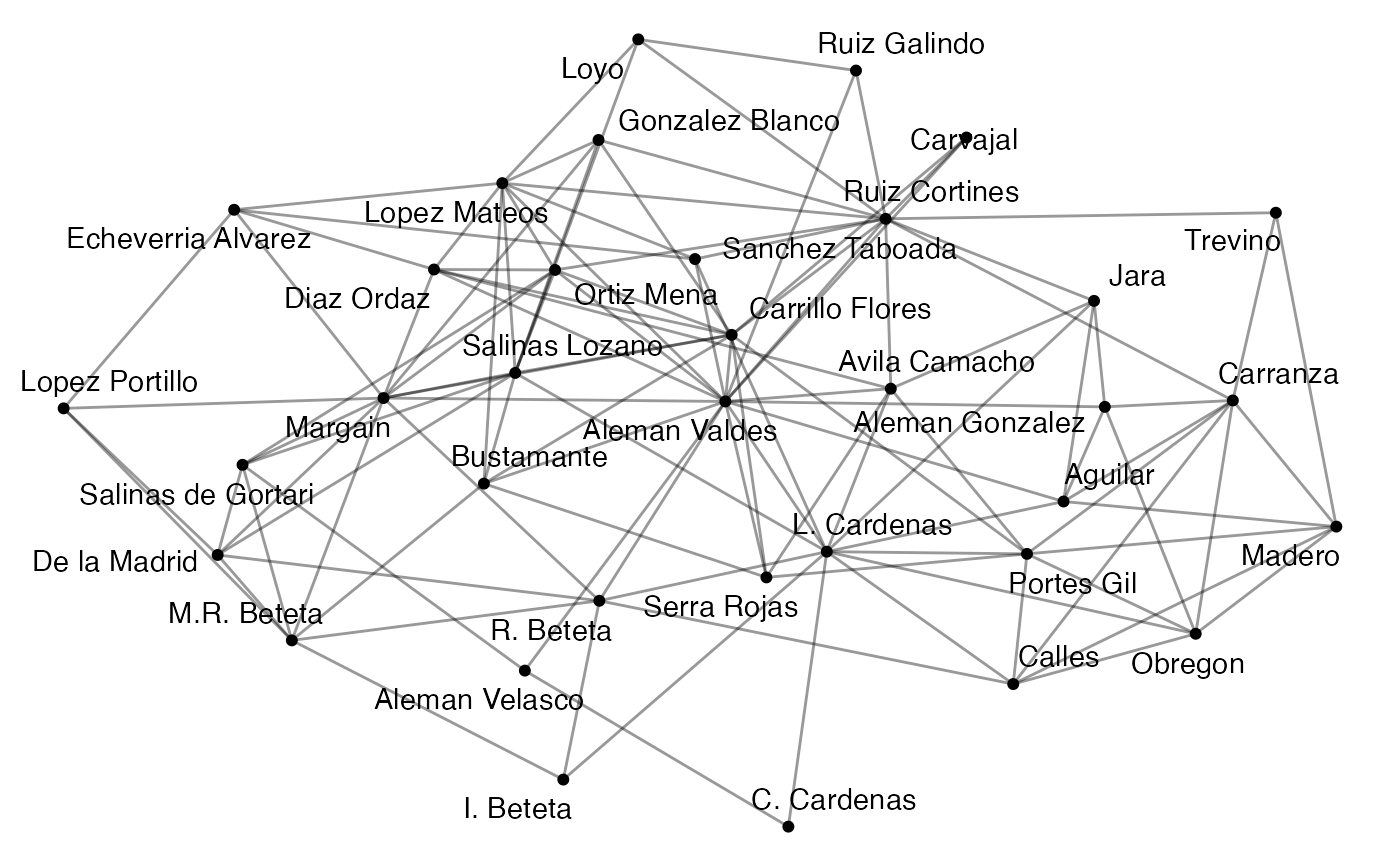 Ruiz Galindo
Loyo
Gonzalez Blanco
Carvajal
Ruiz Cortines
Lopez Mateos
Echeverria Alvarez
Trevino
Sanchez Taboada
Jara
Diaz Ordaz
Ortiz Mena
Carrillo Flores
Salinas Lozano
Avila Camacho
Carranza
Lopez Portillo
Margain
Aleman Valdes
Aleman Gonzalez
Bustamante
Aguilar
Salinas de Gortari
L. Cardenas
De la Madrid
Madero
Portes Gil
M.R. Beteta
Serra Rojas
R. Beteta
Calles
Obregon
Aleman Velasco
C. Cardenas
I. Beteta